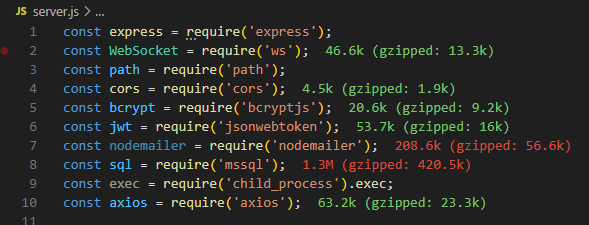 JS server.js > ...
1 const express = require('express');
2 const WebSocket = require('ws'); 46.6k (gzipped: 13.3k)
3 const path = require('path');
4 const cors = require('cors'); 4.5k (gzipped: 1.9k)
5 const bcrypt = require('bcryptjs'); 20.6k (gzipped: 9.2k)
6 const jwt = require('jsonwebtoken'); 53.7k (gzipped: 16k)
7 const nodemailer = require('nodemailer'); 208.6k (gzipped: 56.6k)
8 const sql = require('mssql'); 1.3M (gzipped: 420.5k)
9 const exec = require('child_process').exec;
10 const axios = require('axios'); 63.2k (gzipped: 23.3k)
11